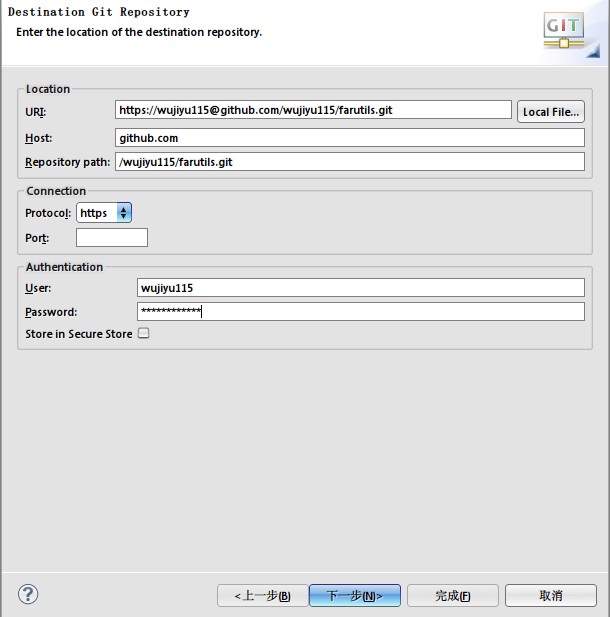 Destination Git Repository
Enter the location of the destination repository.
GIT
Location
URI: https://wujiyu115@github.com/wujiyu115/farutils.git Local File...
Host: github.com
Repository path: /wujiyu115/farutils.git
Connection
Protocol: https
Port:
Authentication
User: wujiyu115
Password: ************
Store in Secure Store
? <上一步(B) 下一步(N)> 完成(F) 取消